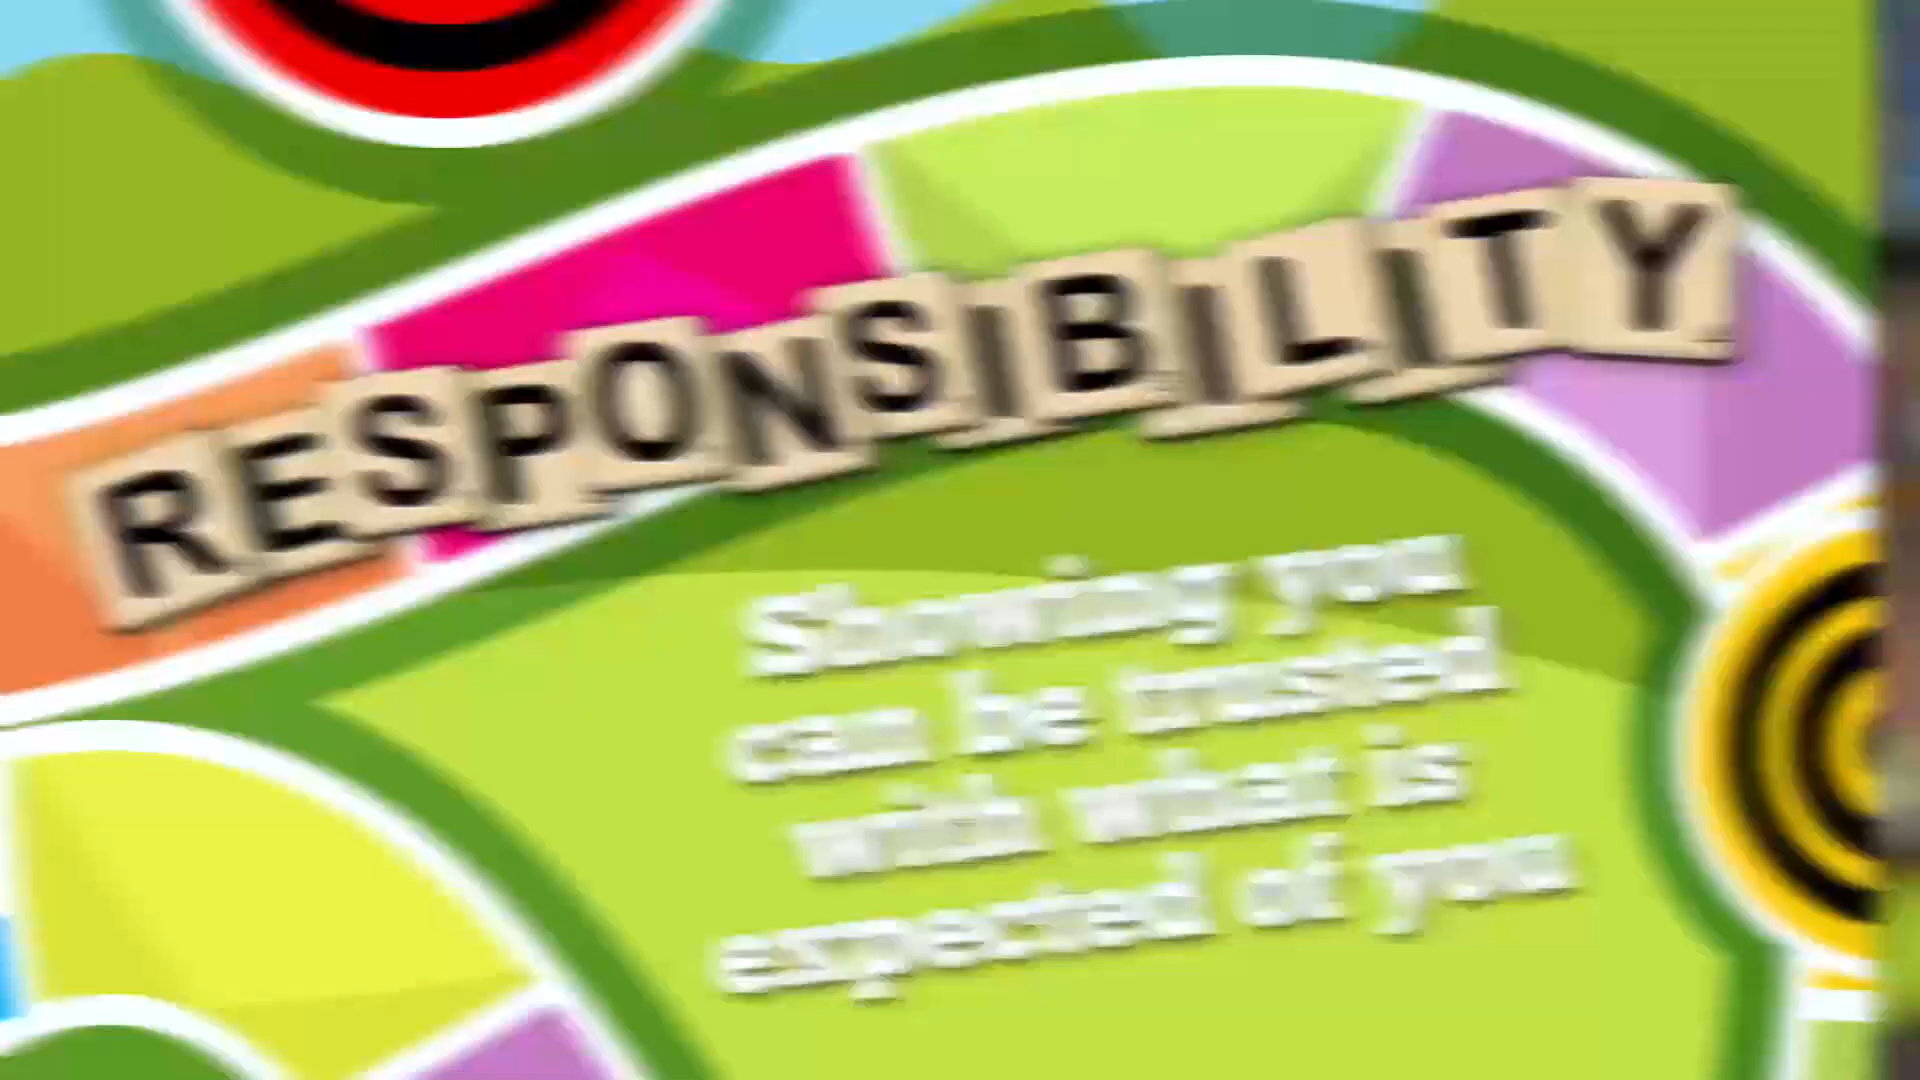 RESPONSIBILITY
Showing you
can be trusted
with what is
expected of you